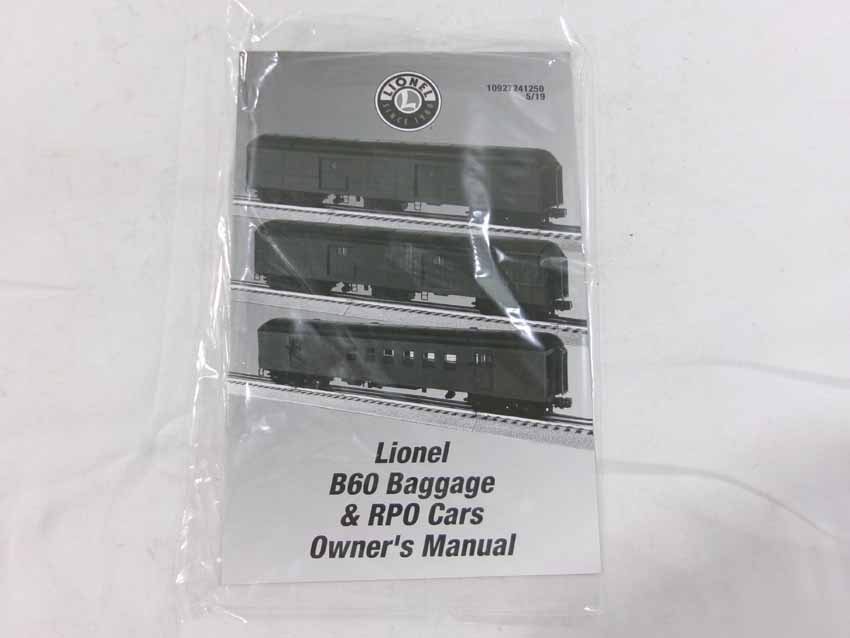 LIONEL
L
SINCE 1900
10927241250
5/19
Lionel
B60 Baggage
& RPO Cars
Owner's Manual